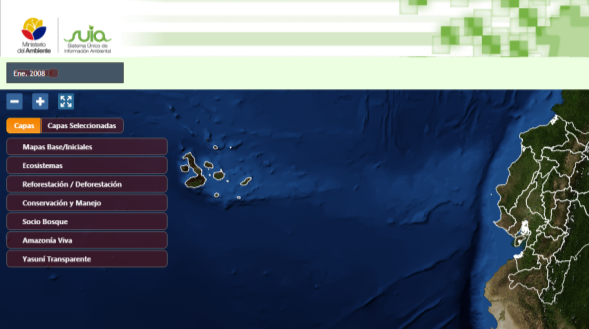 Ministerio
del Ambiente
suia
Sistema Único de
Información Ambiental
Ene. 2008
Capas
Capas Seleccionadas
Mapas Base/Iniciales
Ecosistemas
Reforestación / Deforestación
Conservación y Manejo
Socio Bosque
Amazonía Viva
Yasuní Transparente